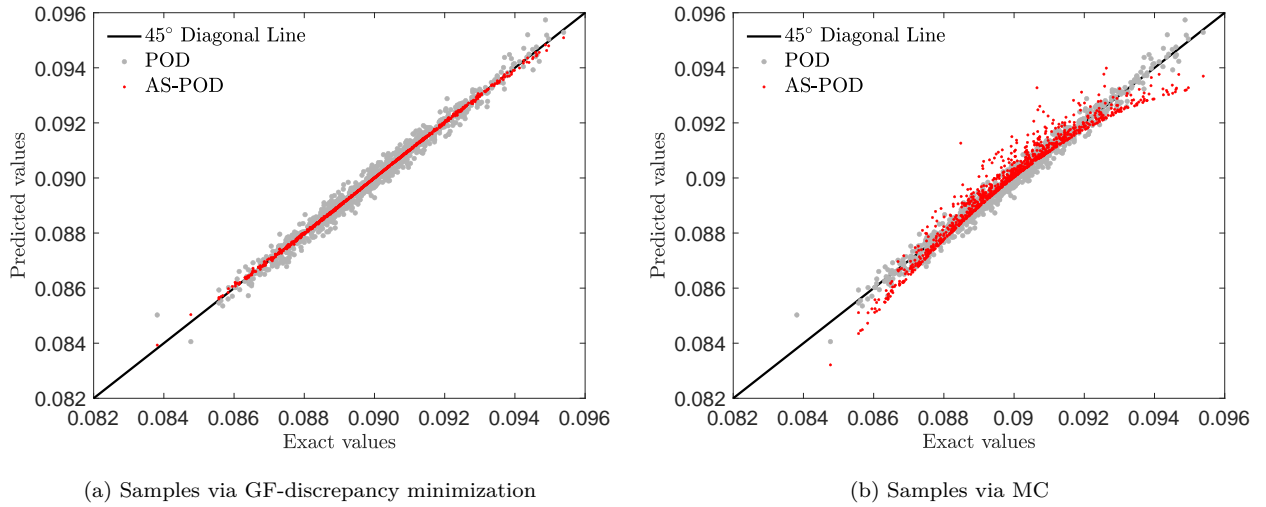 0.096
45° Diagonal Line
POD
AS-POD
0.094
0.092
0.090
0.088
0.086
0.084
0.082
Predicted values
0.082 0.084 0.086 0.088 0.090 0.092 0.094 0.096
Exact values
(a) Samples via GF-discrepancy minimization
0.096
45° Diagonal Line
POD
AS-POD
0.094
0.092
0.09
0.088
0.086
0.084
0.082
Predicted values
0.082 0.084 0.086 0.088 0.09 0.092 0.094 0.096
Exact values
(b) Samples via MC